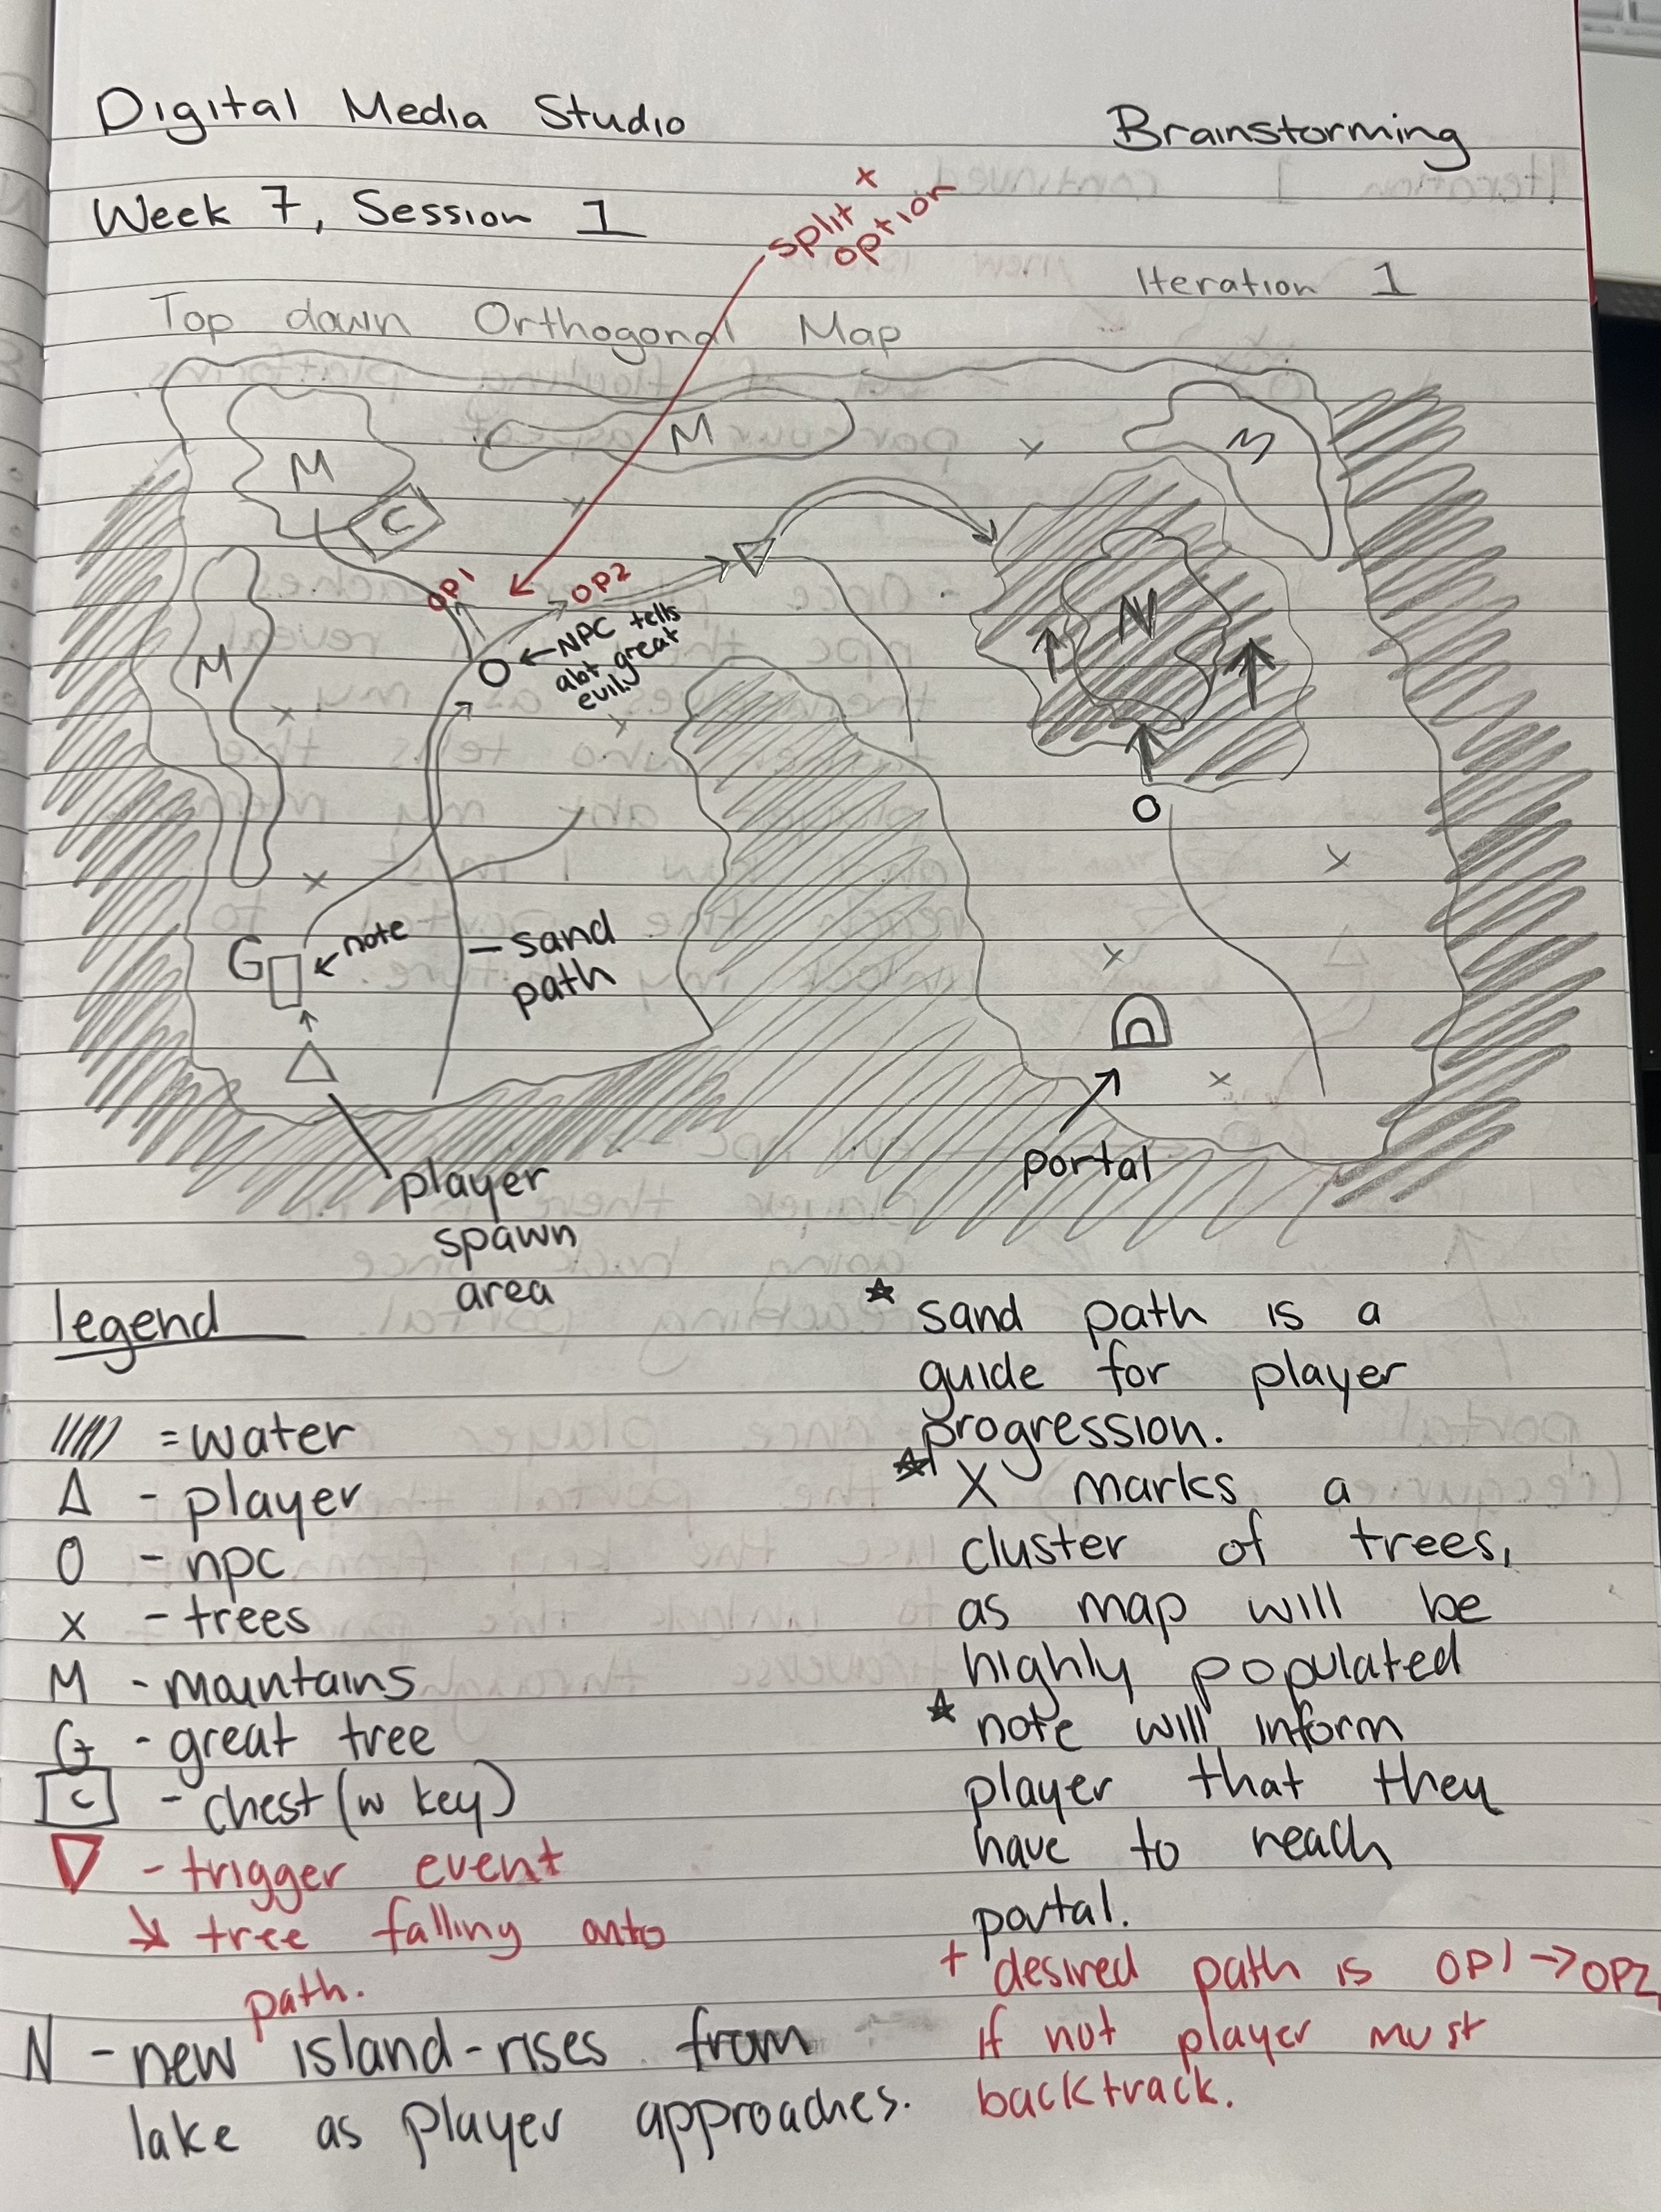 Digital Media Studio
Brainstorming
Week 7, Session 1
x
split
option
Iteration 1
Top down Orthogonal Map
M
M
M
C
x
x
OP1
OP2
NPC tells
abt great
evil.
N
M
O
O
x
x
x
x
x
G
note
- sand
path
x
player
spawn
area
portal
legend
= water
Δ - player
O - npc
x - trees
M - mountains
G - great tree
C - chest (w key)
▽ - trigger event
↘ tree falling onto
path.
N - new island - rises from
lake as player approaches.
☆ sand path is a
guide for player
progression.
☆ X marks a
cluster of trees,
as map will be
highly populated
☆ note will inform
player that they
have to reach
portal.
+ desired path is OP1 → OP2,
if not player must
backtrack.